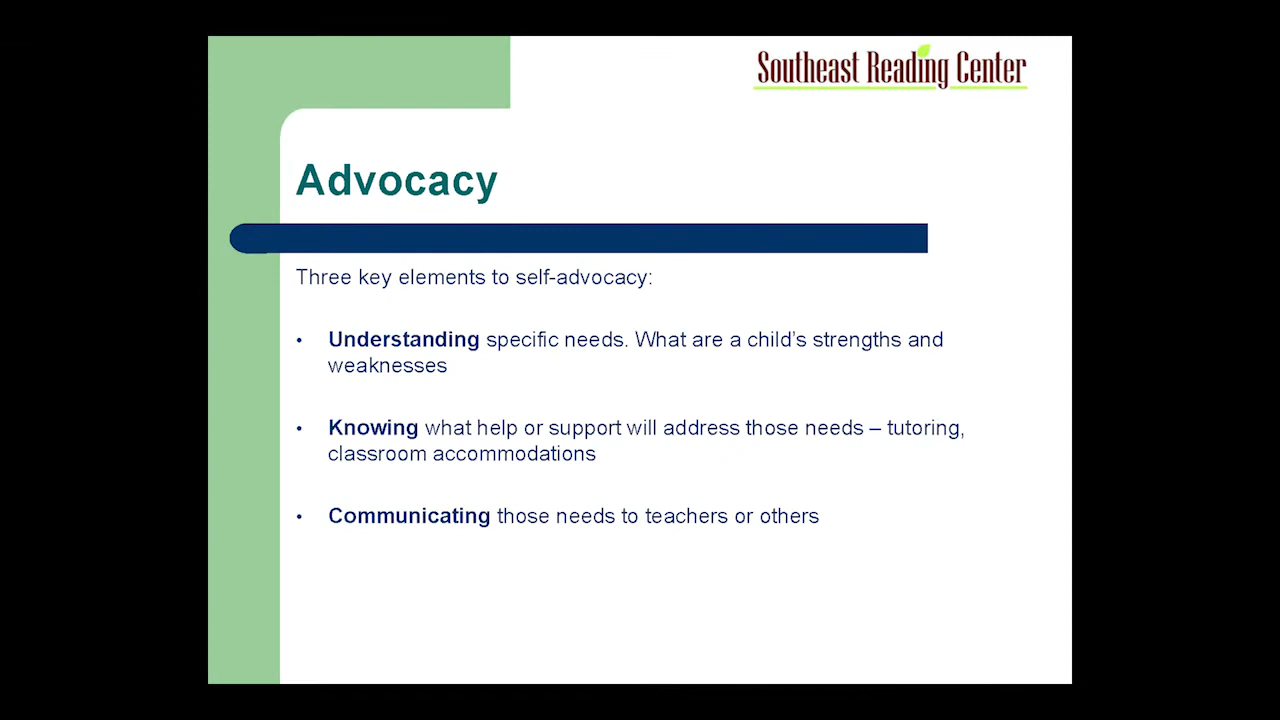 Southeast Reading Center
Advocacy
Three key elements to self-advocacy:
• Understanding specific needs. What are a child’s strengths and
weaknesses
• Knowing what help or support will address those needs – tutoring,
classroom accommodations
• Communicating those needs to teachers or others